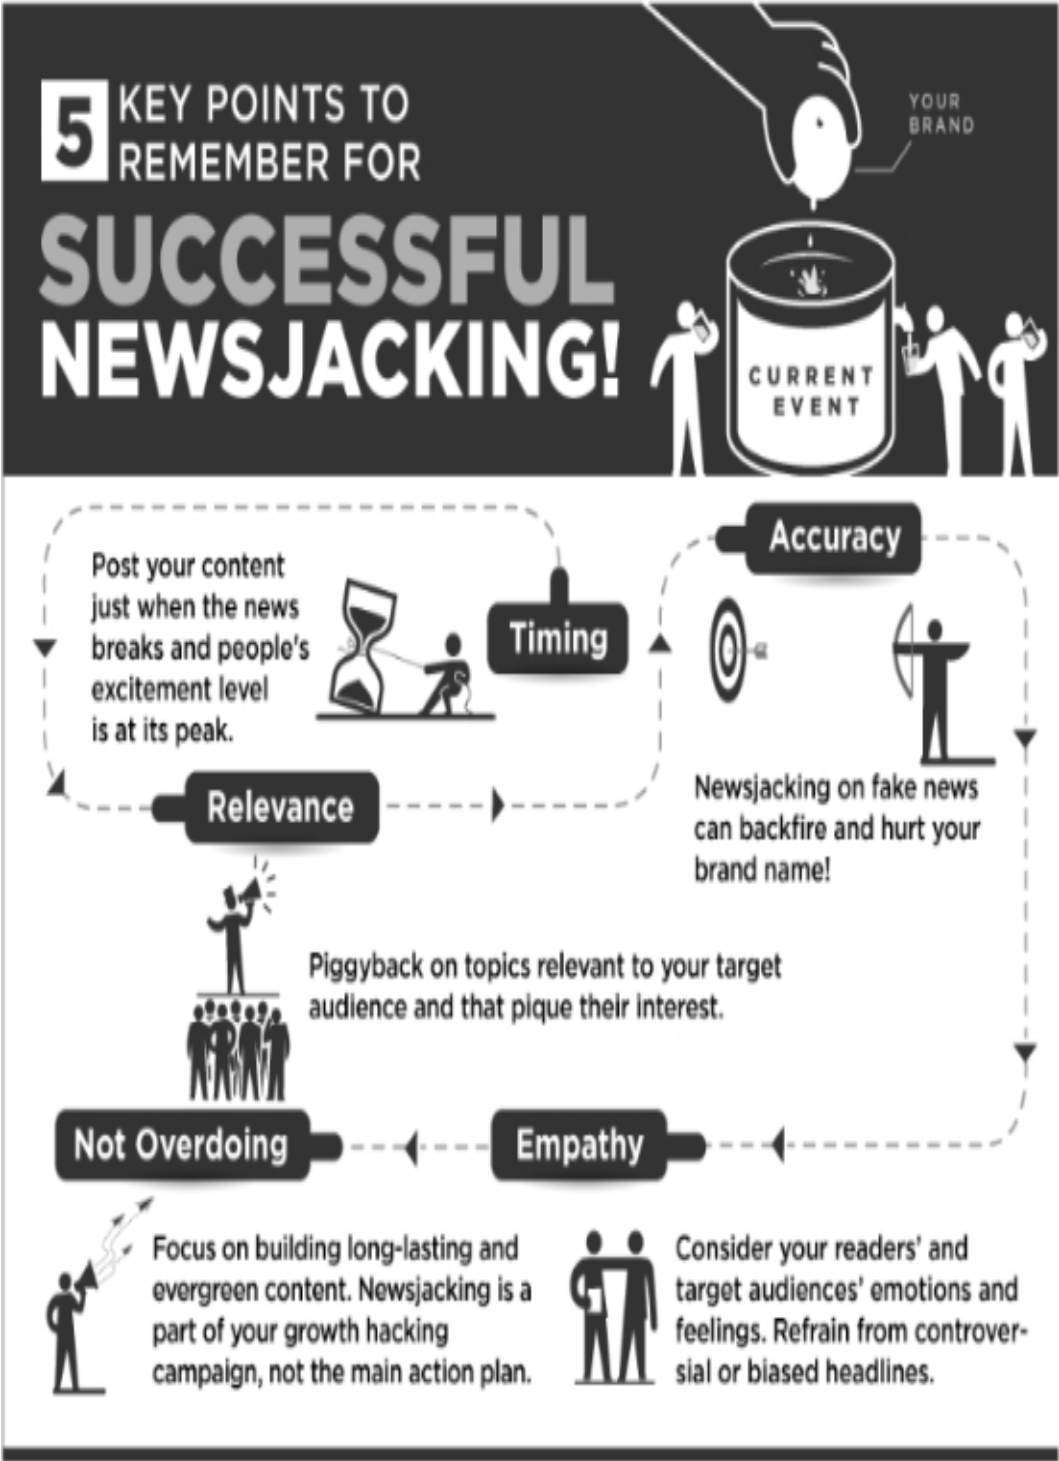 5
KEY POINTS TO
REMEMBER FOR
SUCCESSFUL
NEWSJACKING!
YOUR
BRAND
CURRENT
EVENT
Timing
Post your content
just when the news
breaks and people's
excitement level
is at its peak.
Relevance
Piggyback on topics relevant to your target
audience and that pique their interest.
Accuracy
Newsjacking on fake news
can backfire and hurt your
brand name!
Empathy
Consider your readers' and
target audiences' emotions and
feelings. Refrain from controver-
sial or biased headlines.
Not Overdoing
Focus on building long-lasting and
evergreen content. Newsjacking is a
part of your growth hacking
campaign, not the main action plan.